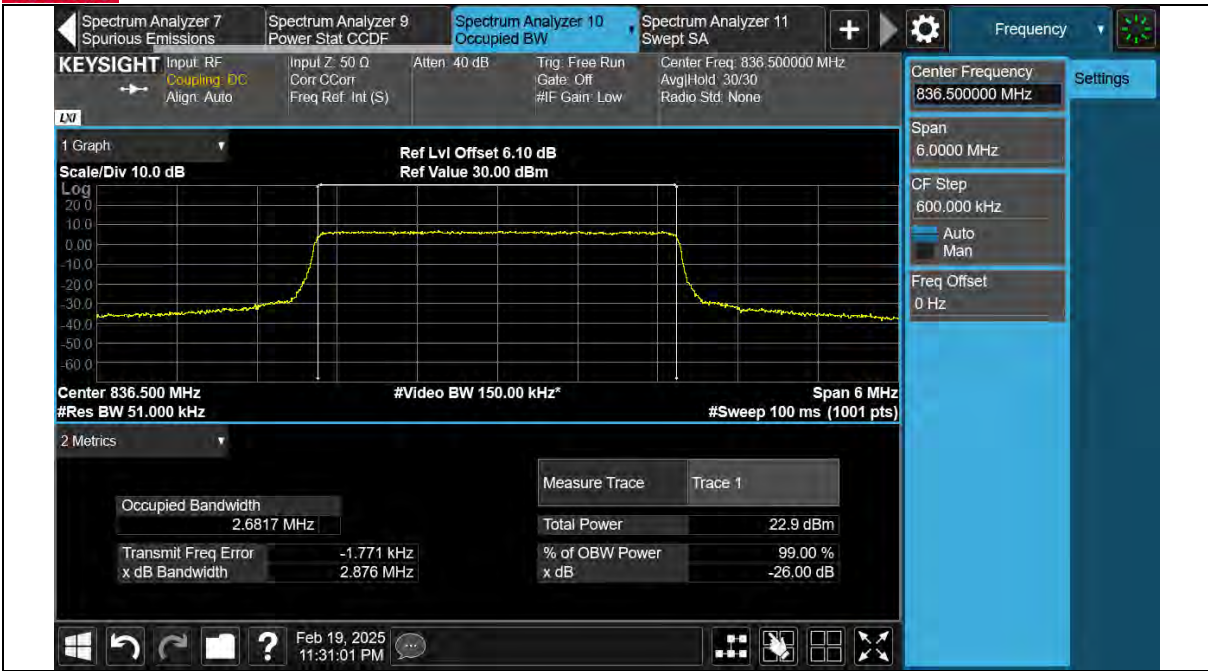 Spectrum Analyzer 7
Spurious Emissions
Spectrum Analyzer 9
Power Stat CCDF
Spectrum Analyzer 10
Occupied BW
Spectrum Analyzer 11
Swept SA
+
Frequency
KEYSIGHT
Input: RF
Coupling: DC
Align: Auto
Input Z: 50 Ω
Corr CCorr
Freq Ref: Int (S)
Atten: 40 dB
Trig: Free Run
Gate: Off
#IF Gain: Low
Center Freq: 836.500000 MHz
Avg|Hold: 30/30
Radio Std: None
LXI
Center Frequency
836.500000 MHz
Settings
Span
6.0000 MHz
CF Step
600.000 kHz
Auto
Man
Freq Offset
0 Hz
1 Graph
Scale/Div 10.0 dB
Ref Lvl Offset 6.10 dB
Ref Value 30.00 dBm
Log
20.0
10.0
0.00
-10.0
-20.0
-30.0
-40.0
-50.0
-60.0
Center 836.500 MHz
#Video BW 150.00 kHz*
Span 6 MHz
#Res BW 51.000 kHz
#Sweep 100 ms (1001 pts)
2 Metrics
Measure Trace
Trace 1
Occupied Bandwidth
2.6817 MHz
Total Power
22.9 dBm
Transmit Freq Error
-1.771 kHz
% of OBW Power
99.00 %
x dB Bandwidth
2.876 MHz
x dB
-26.00 dB
?
Feb 19, 2025
11:31:01 PM